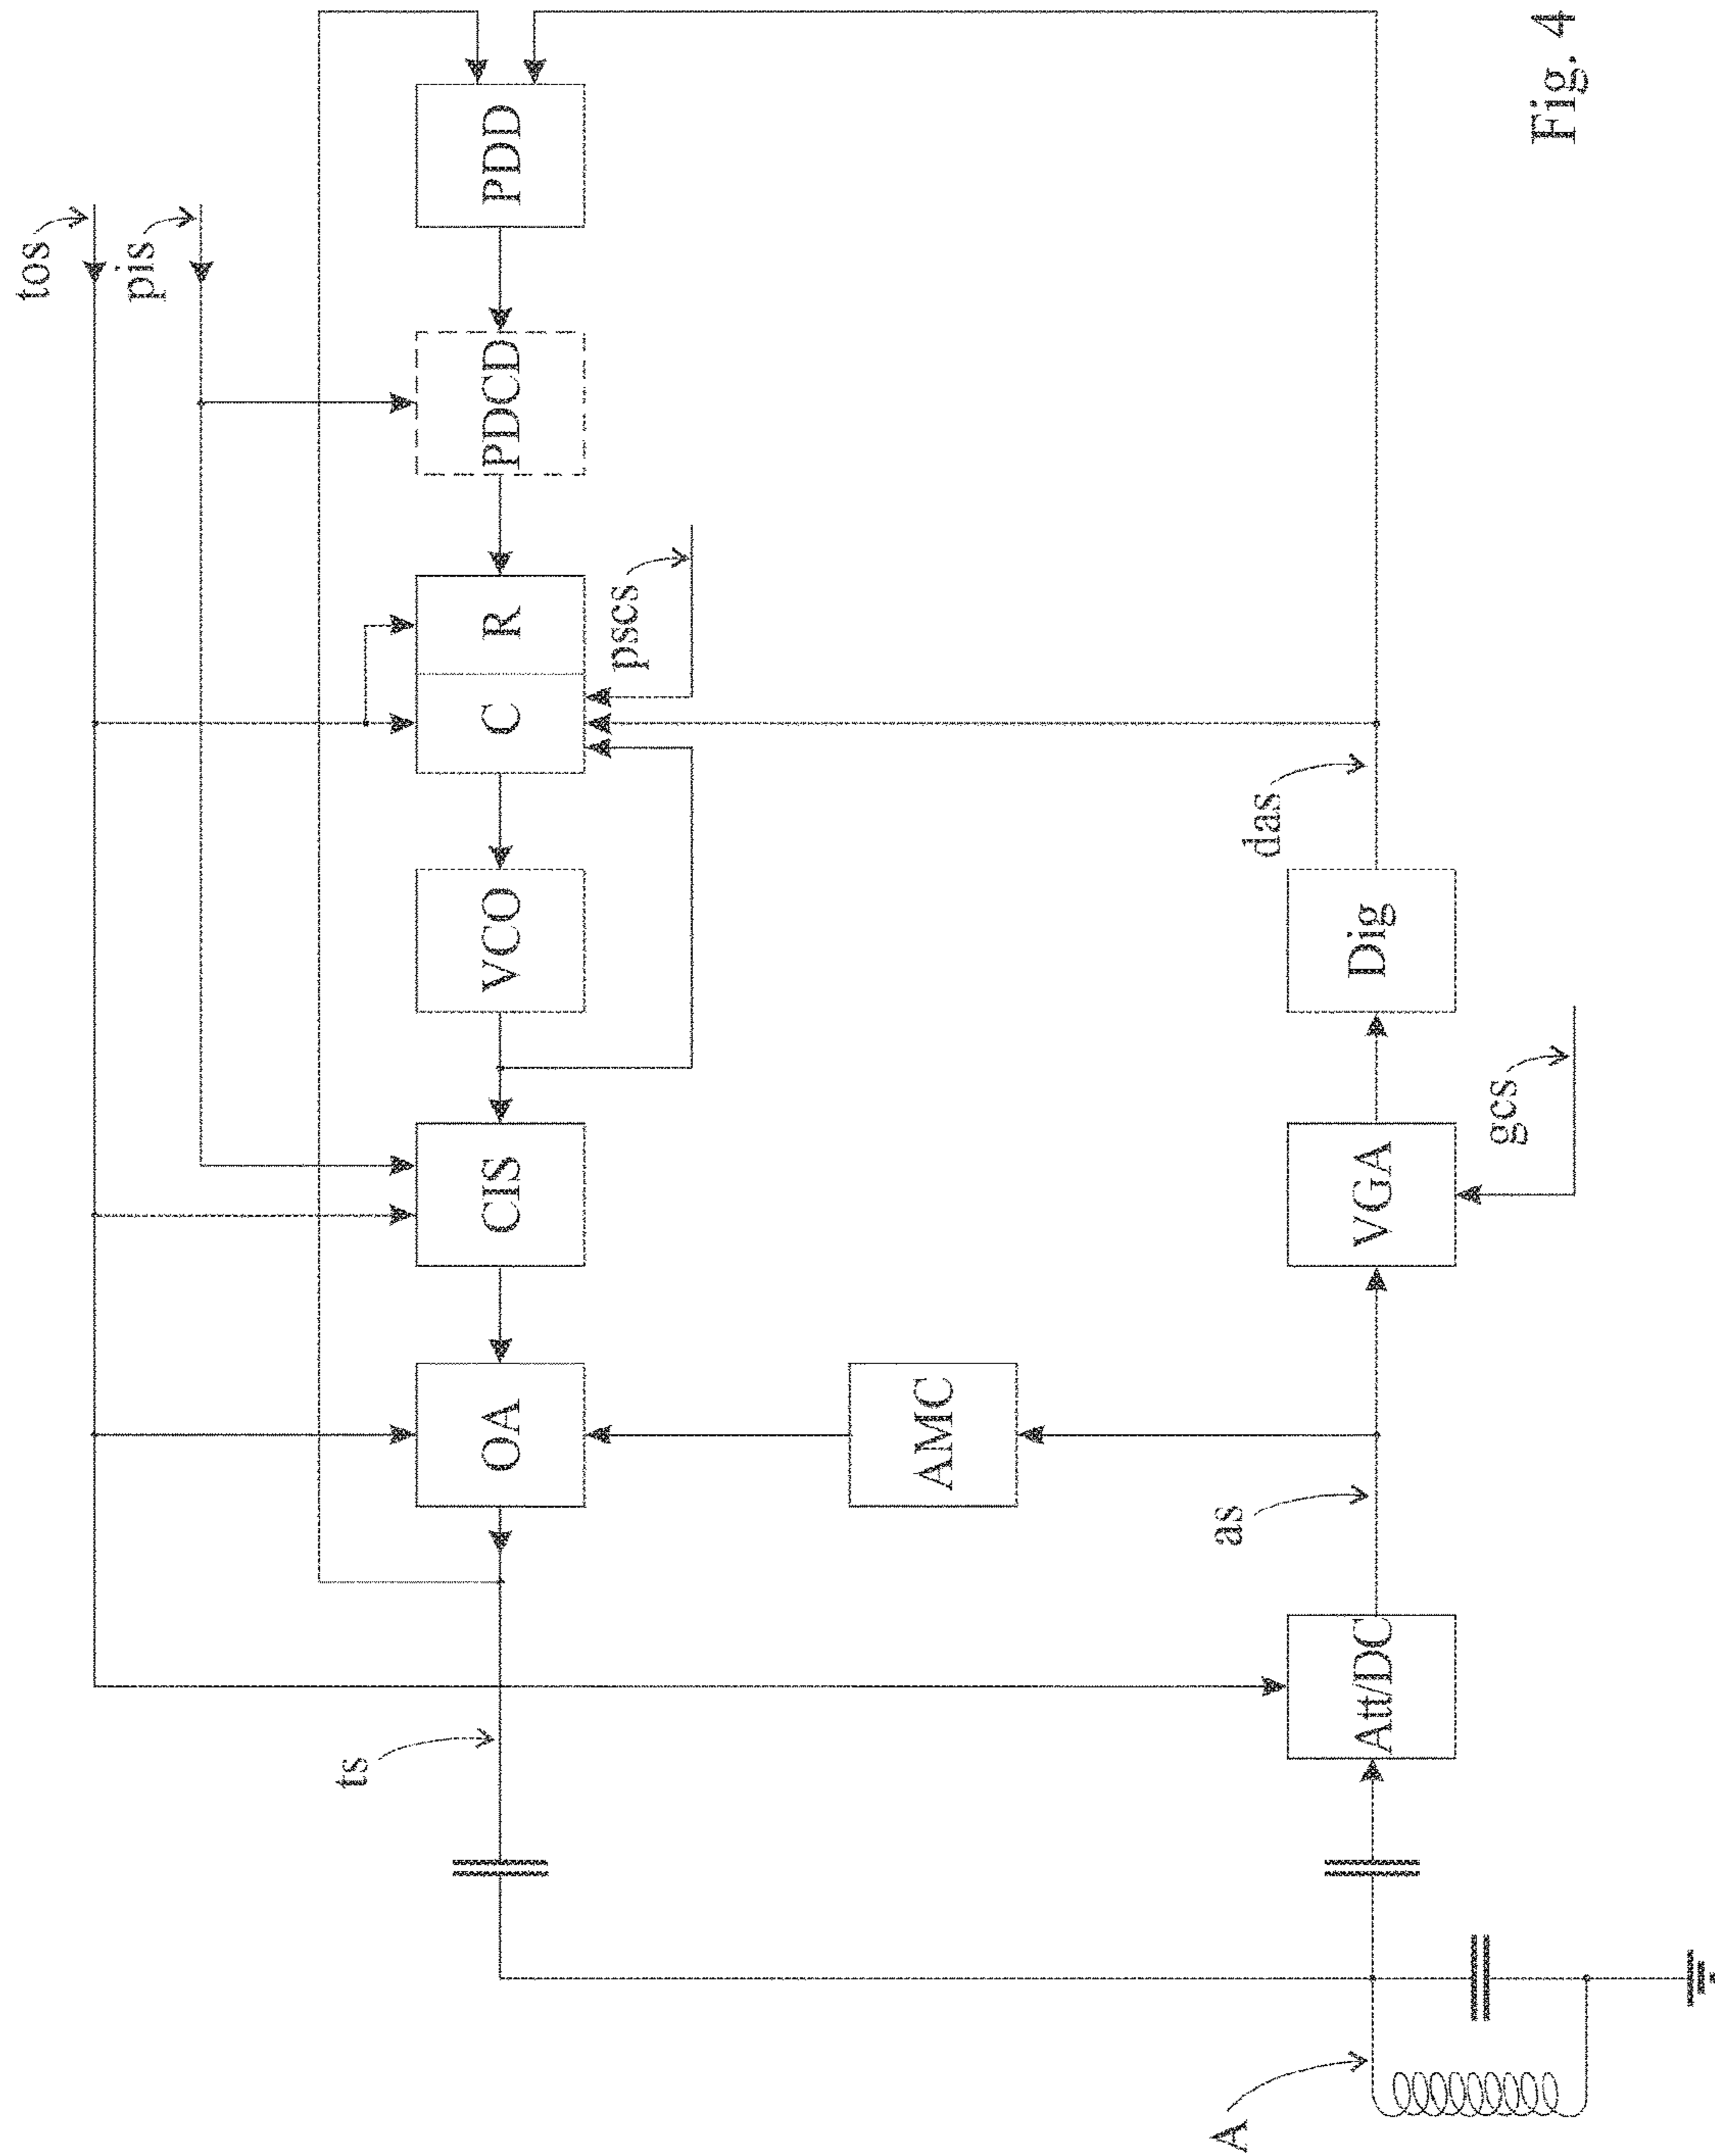 tos
pis
ts
OA
CIS
VCO
C
R
PDCD
PDD
pscs
AMC
A
as
das
Att/DC
VGA
Dig
gcs
Fig. 4